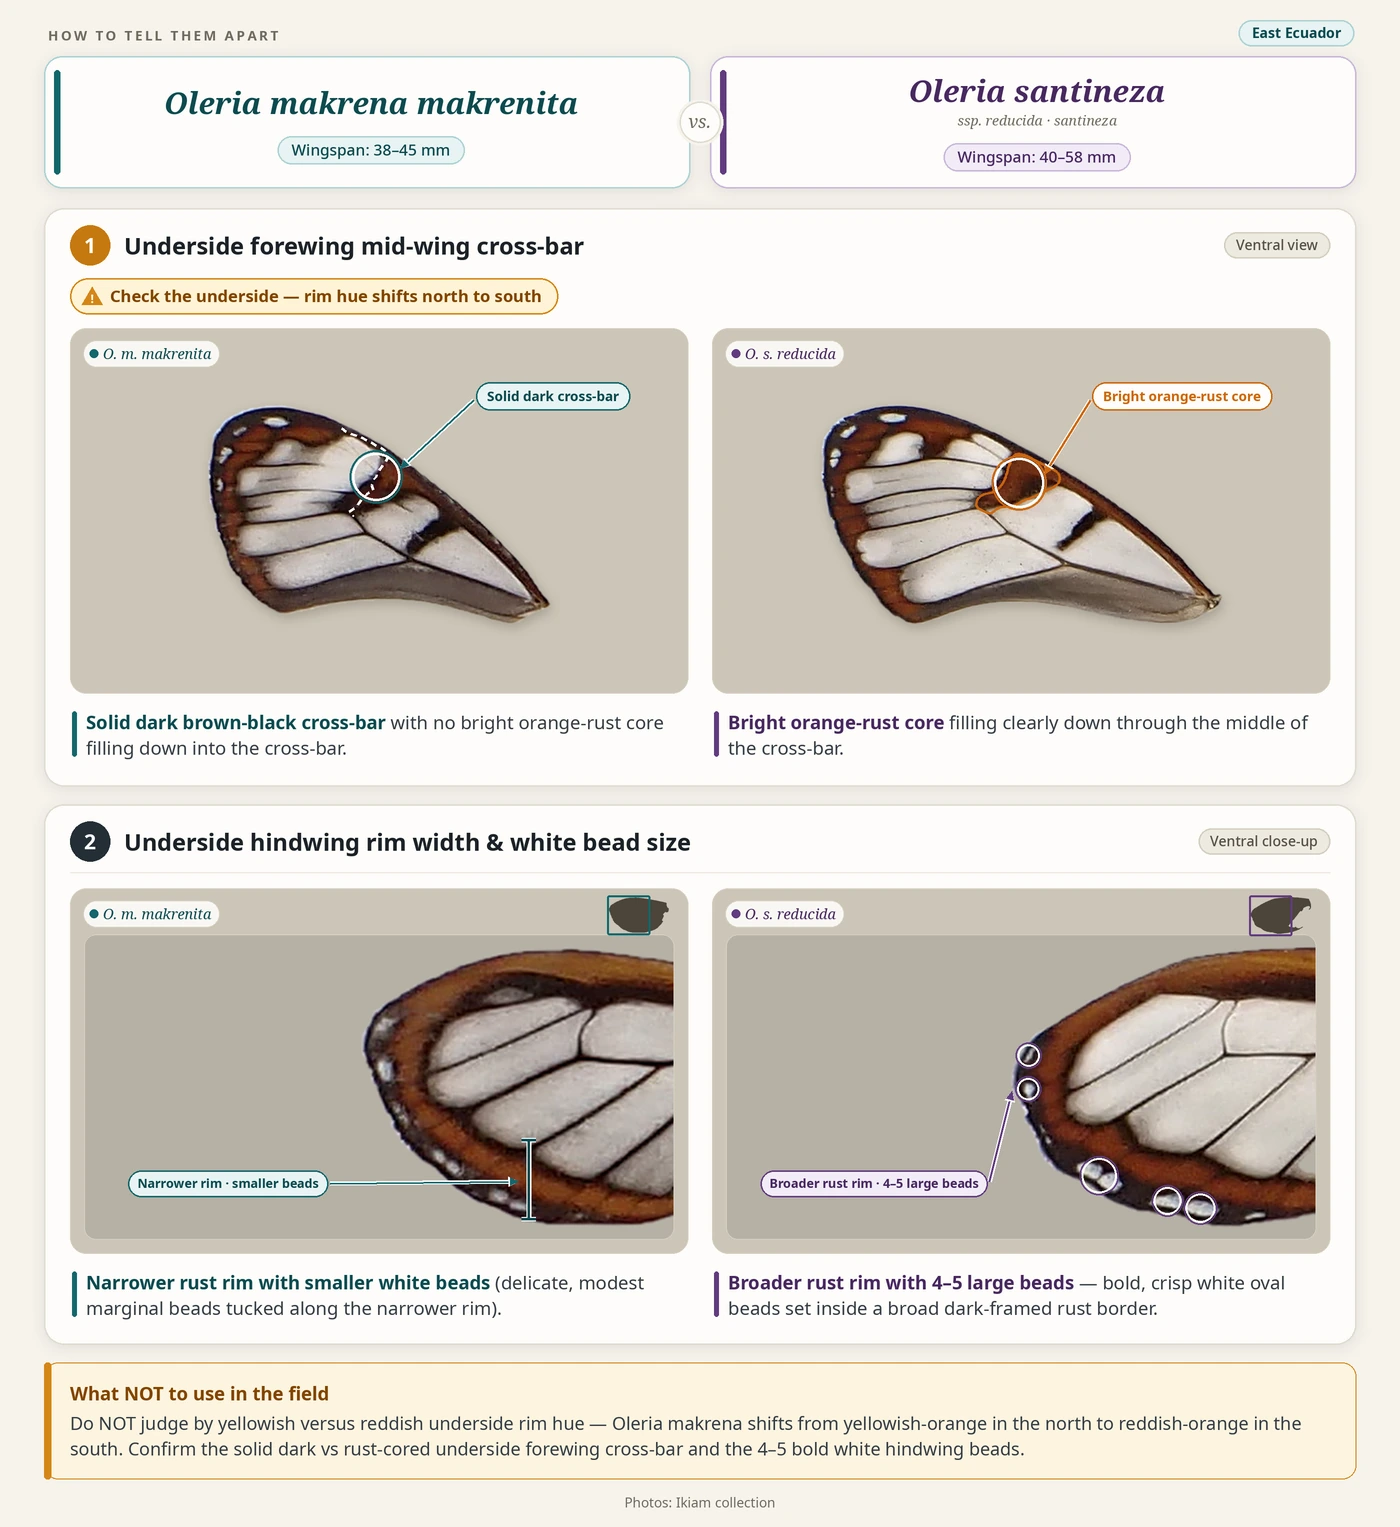 HOW TO TELL THEM APART
East Ecuador
Oleria makrena makrenita
Wingspan: 38–45 mm
vs.
Oleria santineza
ssp. reducida · santineza
Wingspan: 40–58 mm
1
Underside forewing mid-wing cross-bar
Ventral view
Check the underside — rim hue shifts north to south
O. m. makrenita
Solid dark cross-bar
O. s. reducida
Bright orange-rust core
Solid dark brown-black cross-bar with no bright orange-rust core
filling down into the cross-bar.
Bright orange-rust core filling clearly down through the middle of
the cross-bar.
2
Underside hindwing rim width & white bead size
Ventral close-up
O. m. makrenita
Narrower rim · smaller beads
O. s. reducida
Broader rust rim · 4–5 large beads
Narrower rust rim with smaller white beads (delicate, modest
marginal beads tucked along the narrower rim).
Broader rust rim with 4–5 large beads — bold, crisp white oval
beads set inside a broad dark-framed rust border.
What NOT to use in the field
Do NOT judge by yellowish versus reddish underside rim hue — Oleria makrena shifts from yellowish-orange in the north to reddish-orange in the
south. Confirm the solid dark vs rust-cored underside forewing cross-bar and the 4–5 bold white hindwing beads.
Photos: Ikiam collection